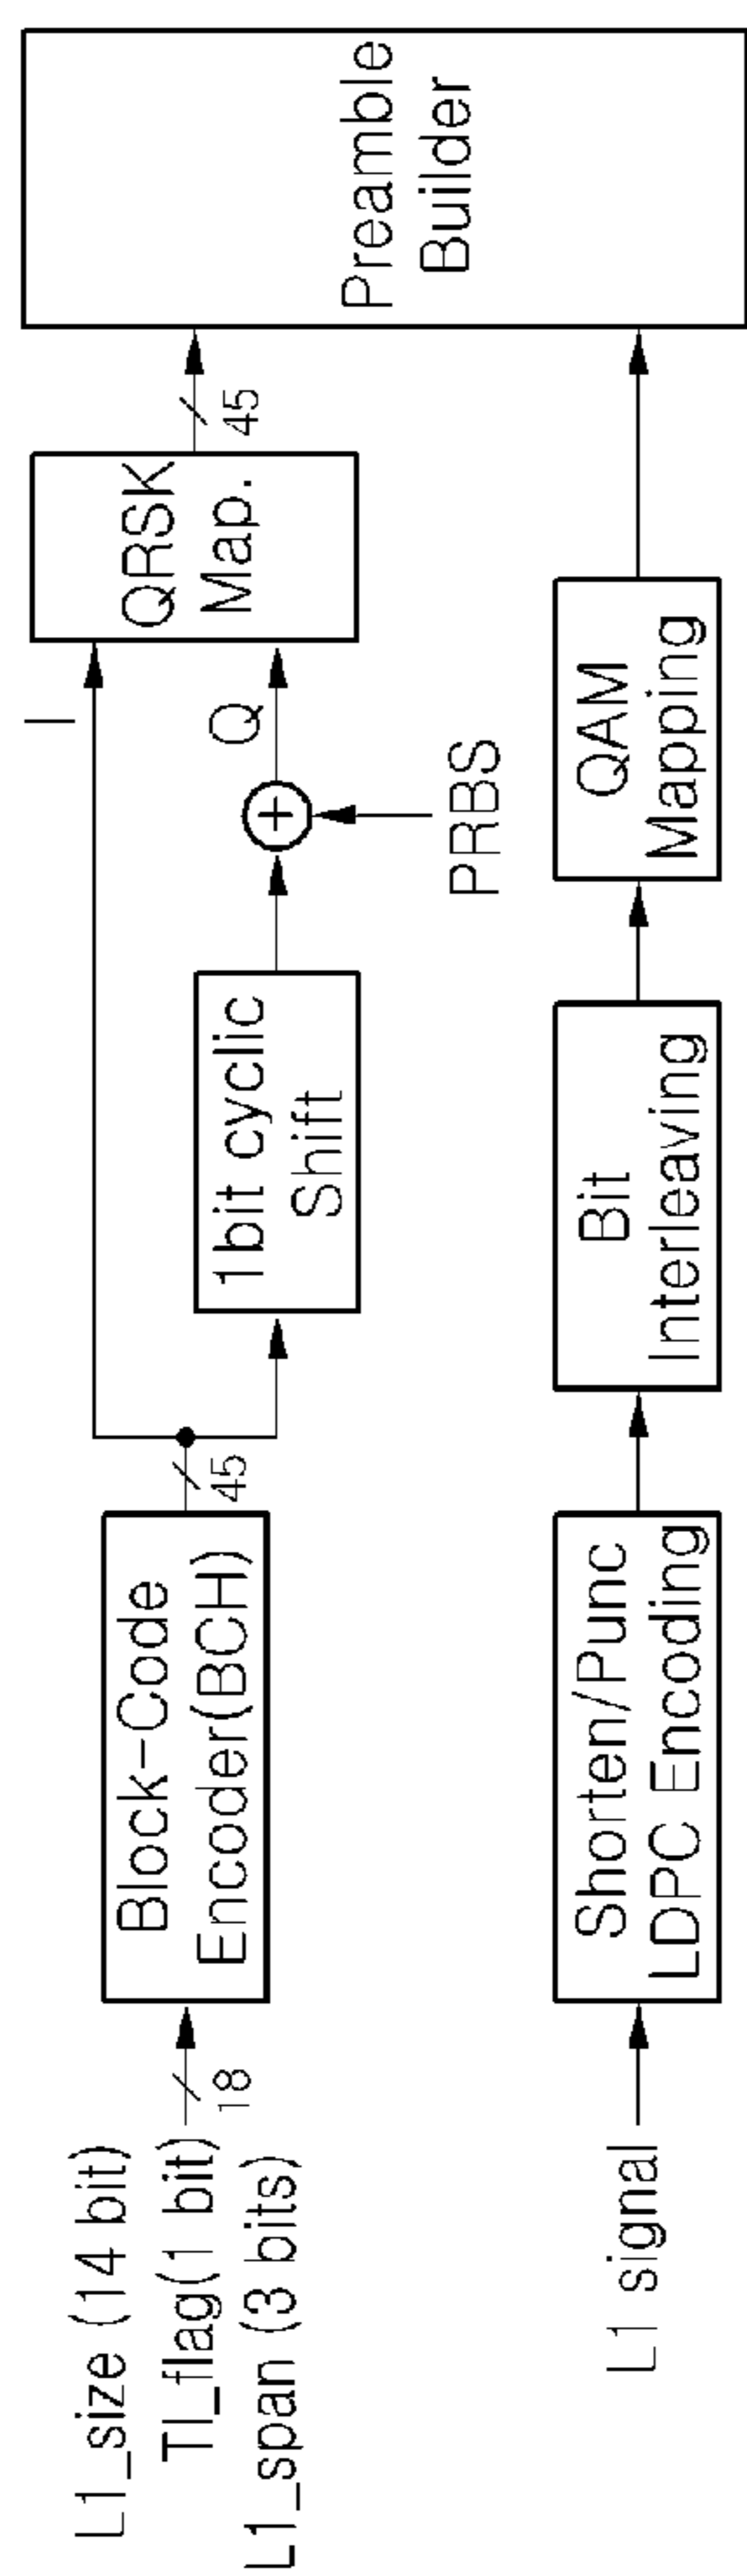 L1_size (14 bit)
TI_flag(1 bit)
L1_span (3 bits)
18
Block-Code
Encoder(BCH)
45
1bit cyclic
Shift
PRBS
+
I
Q
QRSK
Map.
45
Preamble
Builder
L1 signal
Shorten/Punc
LDPC Encoding
Bit
Interleaving
QAM
Mapping